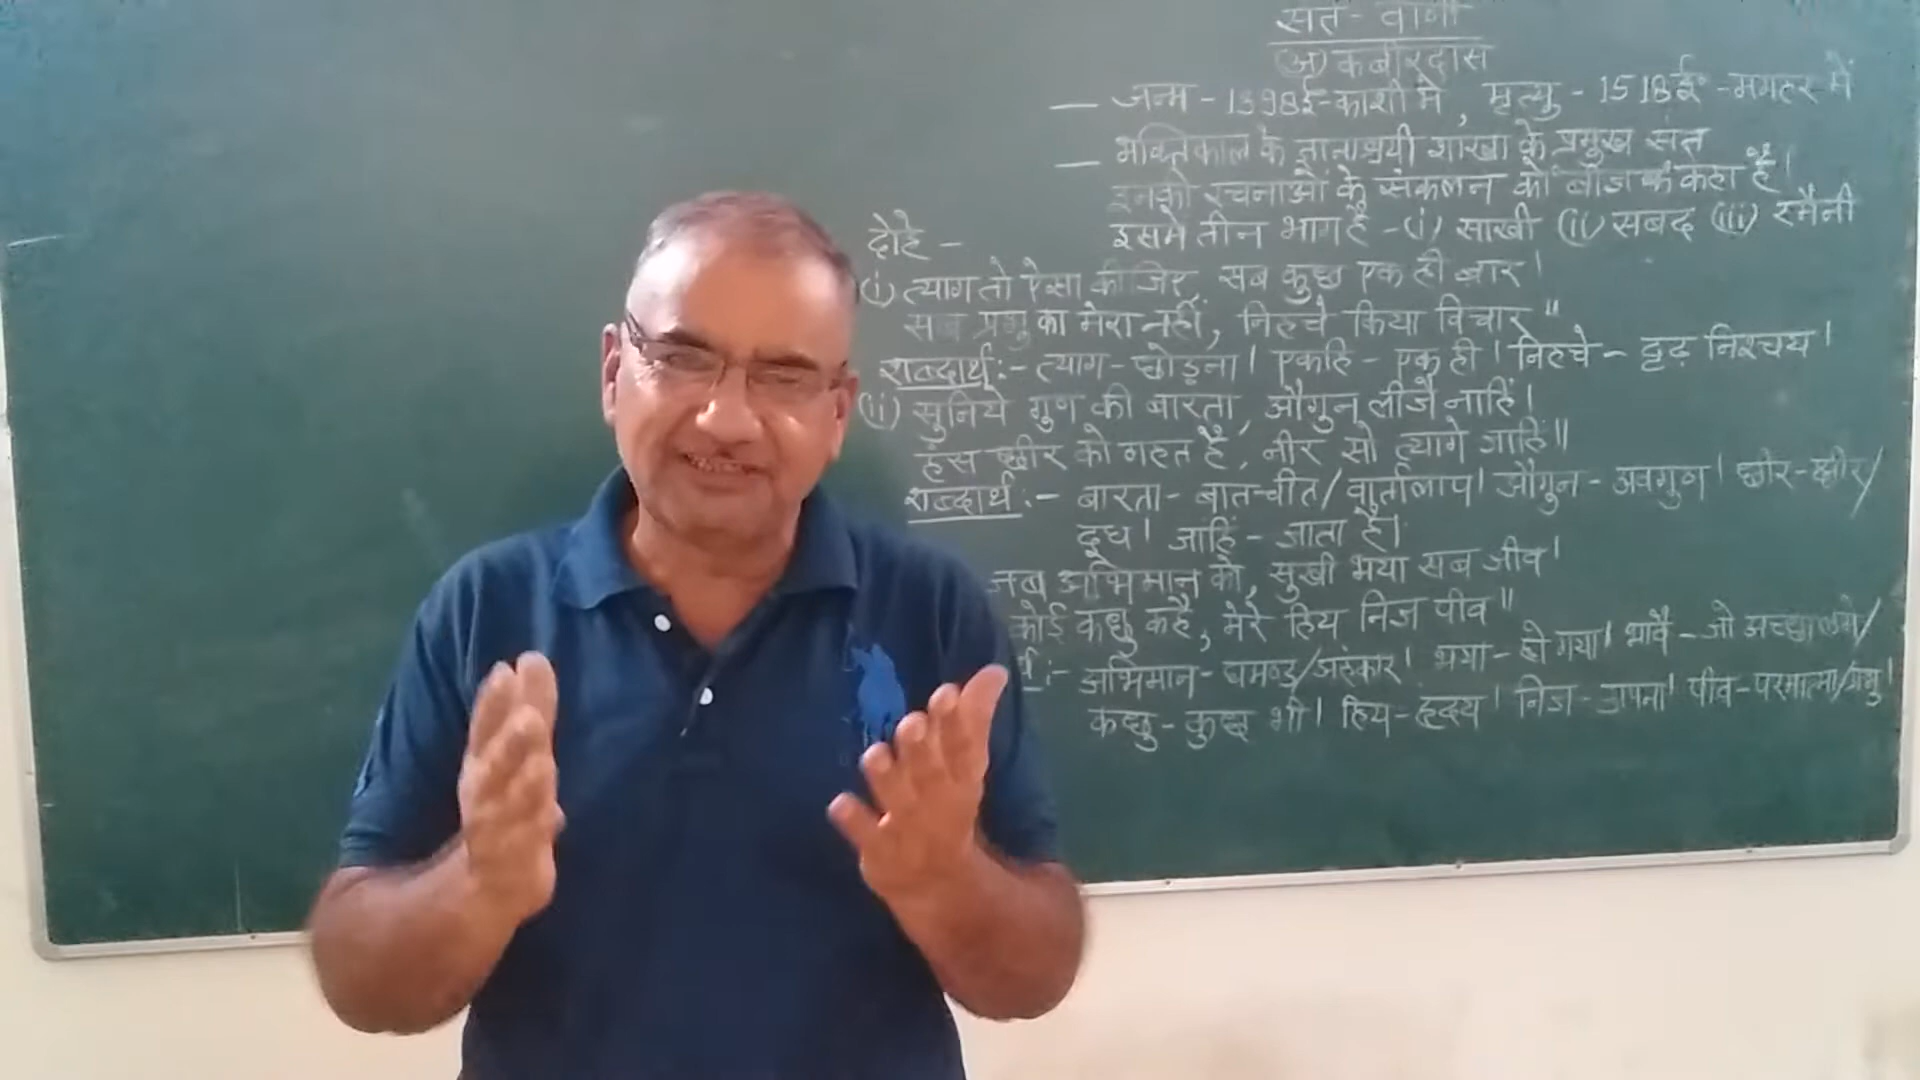 संत-वाणी
(अ) कबीरदास
— जन्म - 1398ई-काशी में, मृत्यु - 1518ई॰ -मगहर में
— भक्तिकाल के ज्ञानाश्रयी शाखा के प्रमुख संत
इनकी रचनाओं के संकलन को बीजक कहा है।
इसमें तीन भाग है -(i) साखी (ii) सबद (iii) रमैनी
दोहे -
(i) त्याग तो ऐसा कीजिए, सब कुछ एक ही बार।
सब प्रभु का मेरा नहीं, निहचे किया विचार॥
शब्दार्थ:- त्याग-छोड़ना। एकहि - एक ही। निहचे - दृढ़ निश्चय।
(ii) सुनिये गुण की बारता, औगुन लीजै नाहिं।
हंस छीर को गहत है, नीर सो त्यागे जाहि॥
शब्दार्थ:- बारता- बात-चीत/वार्तालाप। औगुन - अवगुण। छीर-क्षीर/
दूध। जाहिं - जाता है।
जब अभिमान को, सुखी भया सब जीव।
कोई कछु कहै, मेरे हिय निज पीव॥
र्थ:- अभिमान-घमण्ड/अहंकार। भया-हो गया। भावै-जो अच्छा लगे/
कछु-कुछ भी। हिय-हृदय। निज-अपना। पीव-परमात्मा/प्रभु।